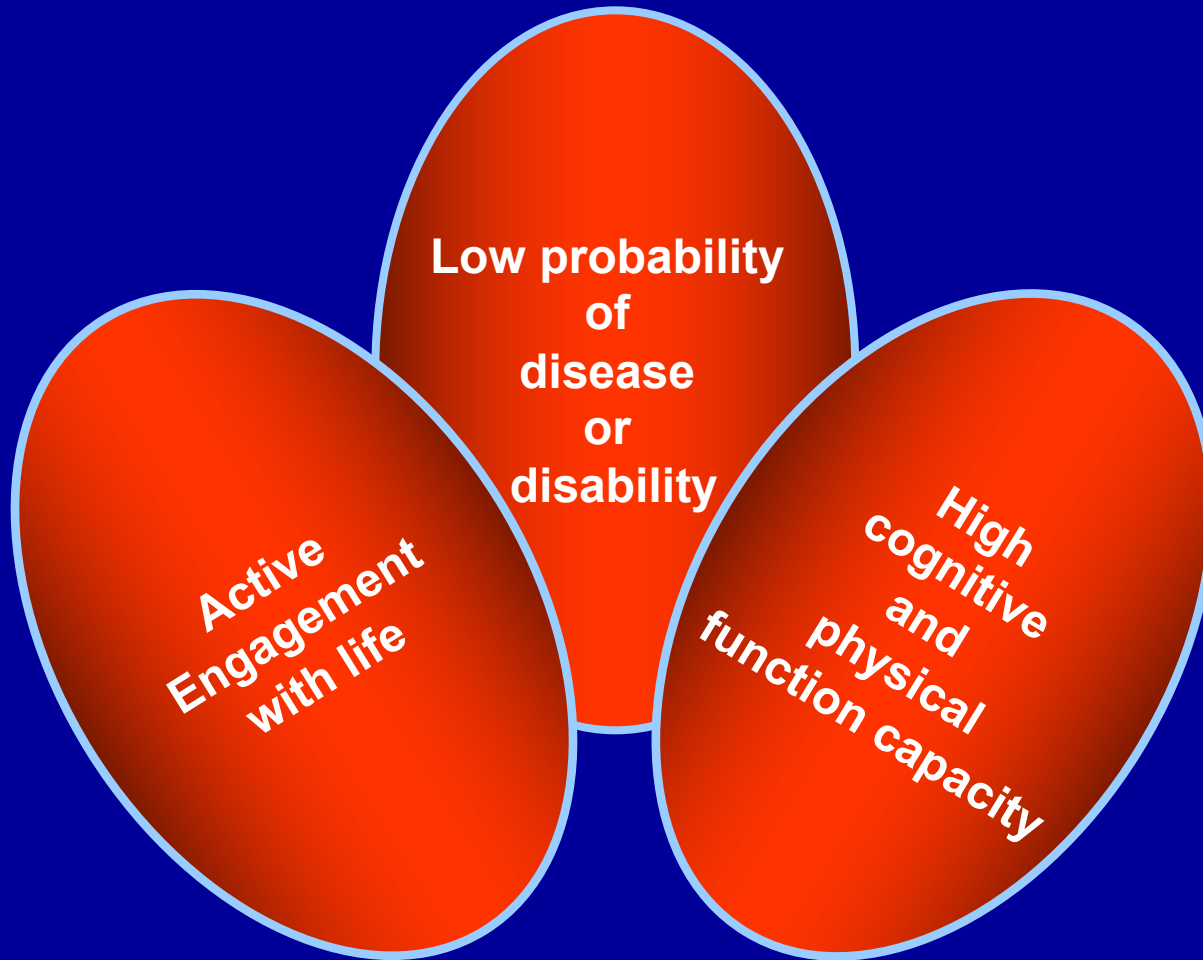 Low probability
of
disease
or
disability
Active
Engagement
with life
High
cognitive
and
physical
function capacity